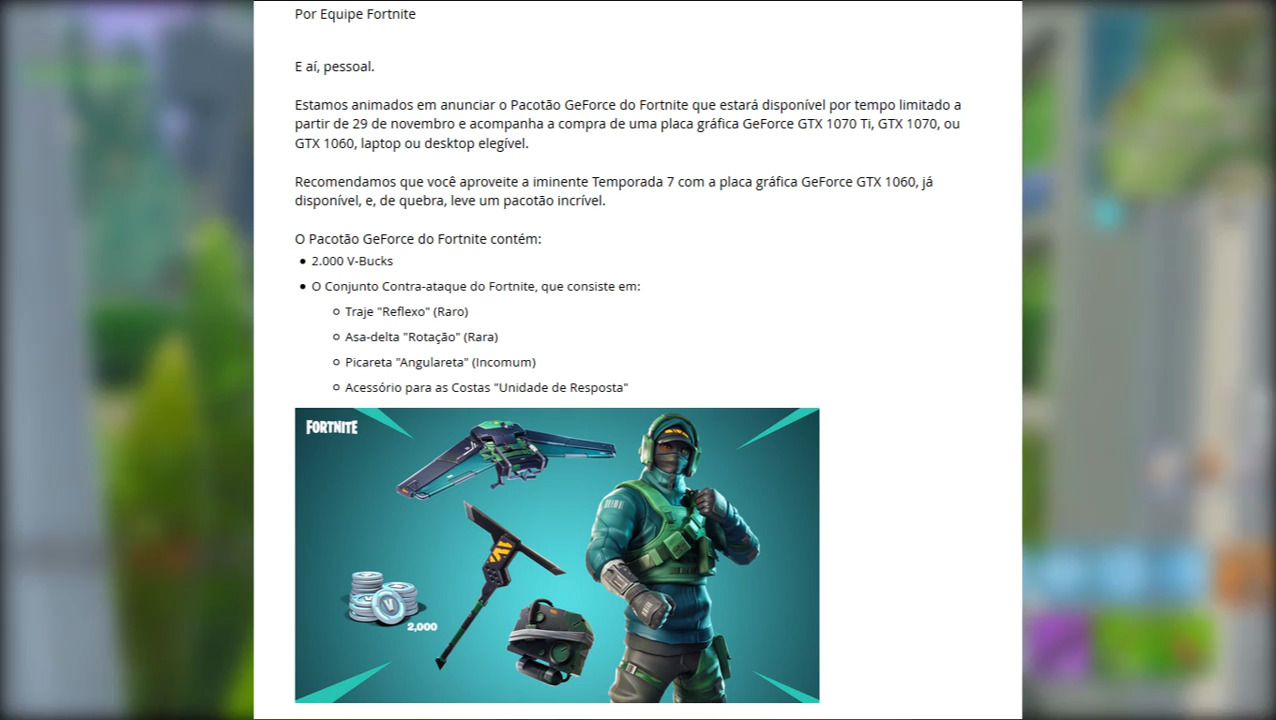 Por Equipe Fortnite
E aí, pessoal.
Estamos animados em anunciar o Pacotão GeForce do Fortnite que estará disponível por tempo limitado a
partir de 29 de novembro e acompanha a compra de uma placa gráfica GeForce GTX 1070 Ti, GTX 1070, ou
GTX 1060, laptop ou desktop elegível.
Recomendamos que você aproveite a iminente Temporada 7 com a placa gráfica GeForce GTX 1060, já
disponível, e, de quebra, leve um pacotão incrível.
O Pacotão GeForce do Fortnite contém:
• 2.000 V-Bucks
• O Conjunto Contra-ataque do Fortnite, que consiste em:
○ Traje "Reflexo" (Raro)
○ Asa-delta "Rotação" (Rara)
○ Picareta "Angulareta" (Incomum)
○ Acessório para as Costas "Unidade de Resposta"
FORTNITE
2,000